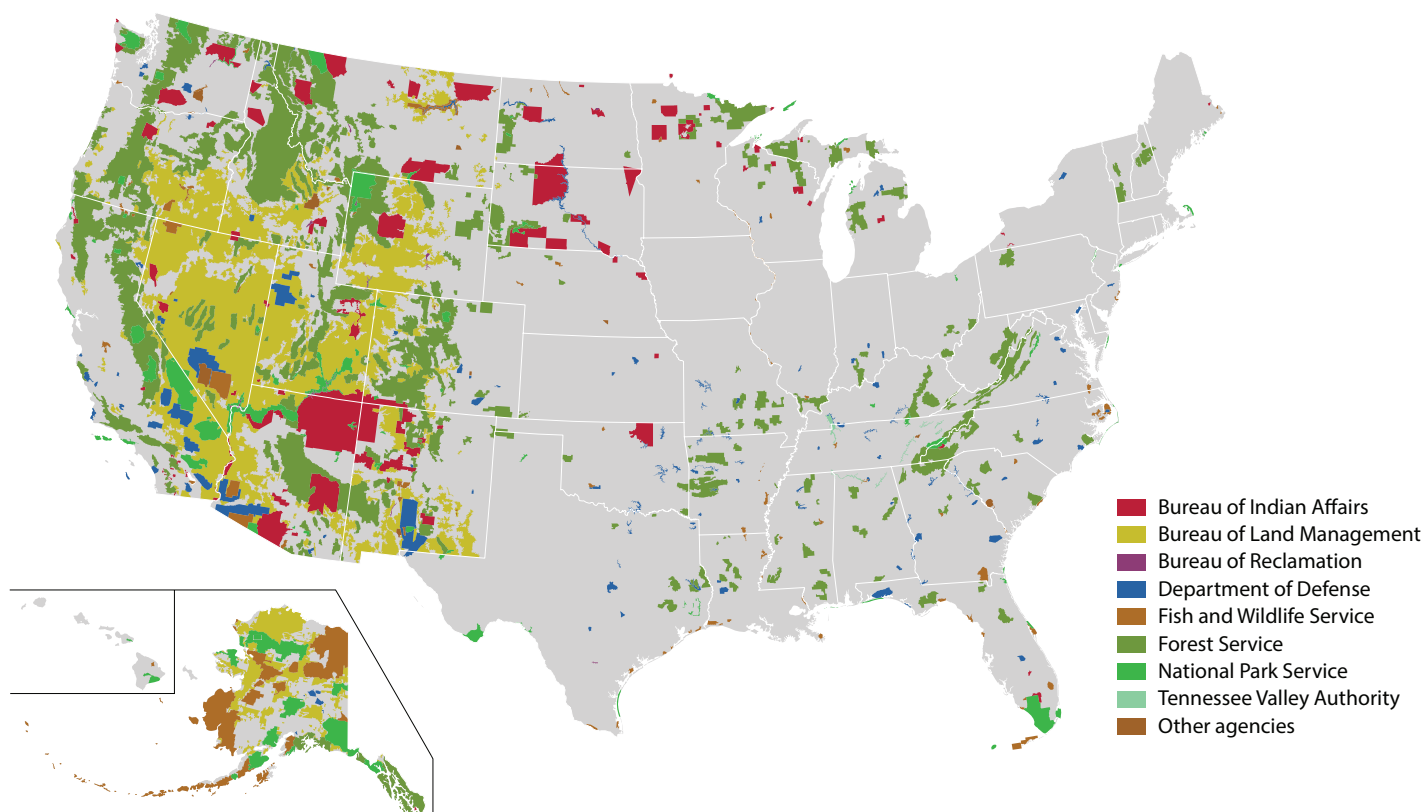 Bureau of Indian Affairs
Bureau of Land Management
Bureau of Reclamation
Department of Defense
Fish and Wildlife Service
Forest Service
National Park Service
Tennessee Valley Authority
Other agencies